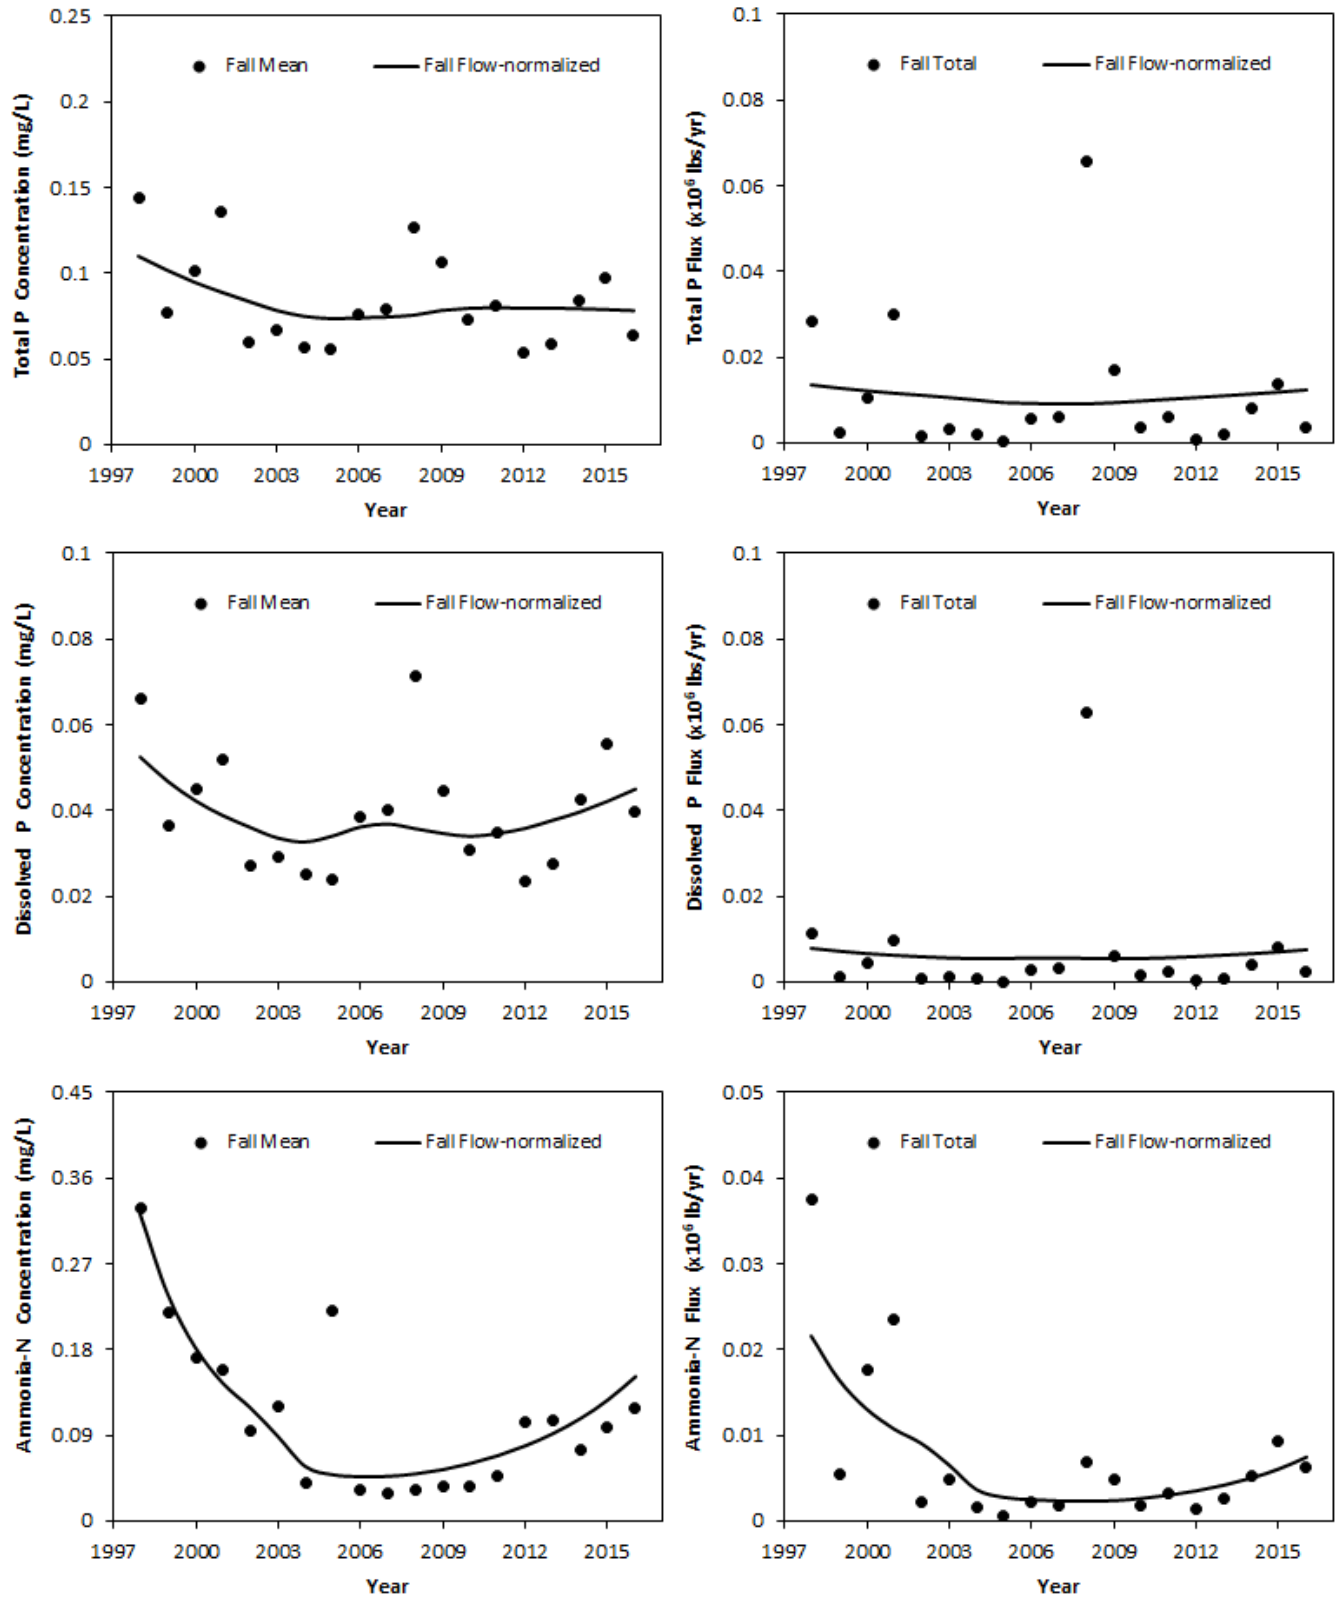 0.25
0.2
0.15
0.1
0.05
0
Total P Concentration (mg/L)
Fall Mean
Fall Flow-normalized
1997 2000 2003 2006 2009 2012 2015
Year
0.1
0.08
0.06
0.04
0.02
0
Total P Flux (x10⁶ lbs/yr)
Fall Total
Fall Flow-normalized
1997 2000 2003 2006 2009 2012 2015
Year
0.1
0.08
0.06
0.04
0.02
0
Dissolved P Concentration (mg/L)
Fall Mean
Fall Flow-normalized
1997 2000 2003 2006 2009 2012 2015
Year
0.1
0.08
0.06
0.04
0.02
0
Dissolved P Flux (x10⁶ lbs/yr)
Fall Total
Fall Flow-normalized
1997 2000 2003 2006 2009 2012 2015
Year
0.45
0.36
0.27
0.18
0.09
0
Ammonia-N Concentration (mg/L)
Fall Mean
Fall Flow-normalized
1997 2000 2003 2006 2009 2012 2015
Year
0.05
0.04
0.03
0.02
0.01
0
Ammonia-N Flux (x10⁶ lb/yr)
Fall Total
Fall Flow-normalized
1997 2000 2003 2006 2009 2012 2015
Year